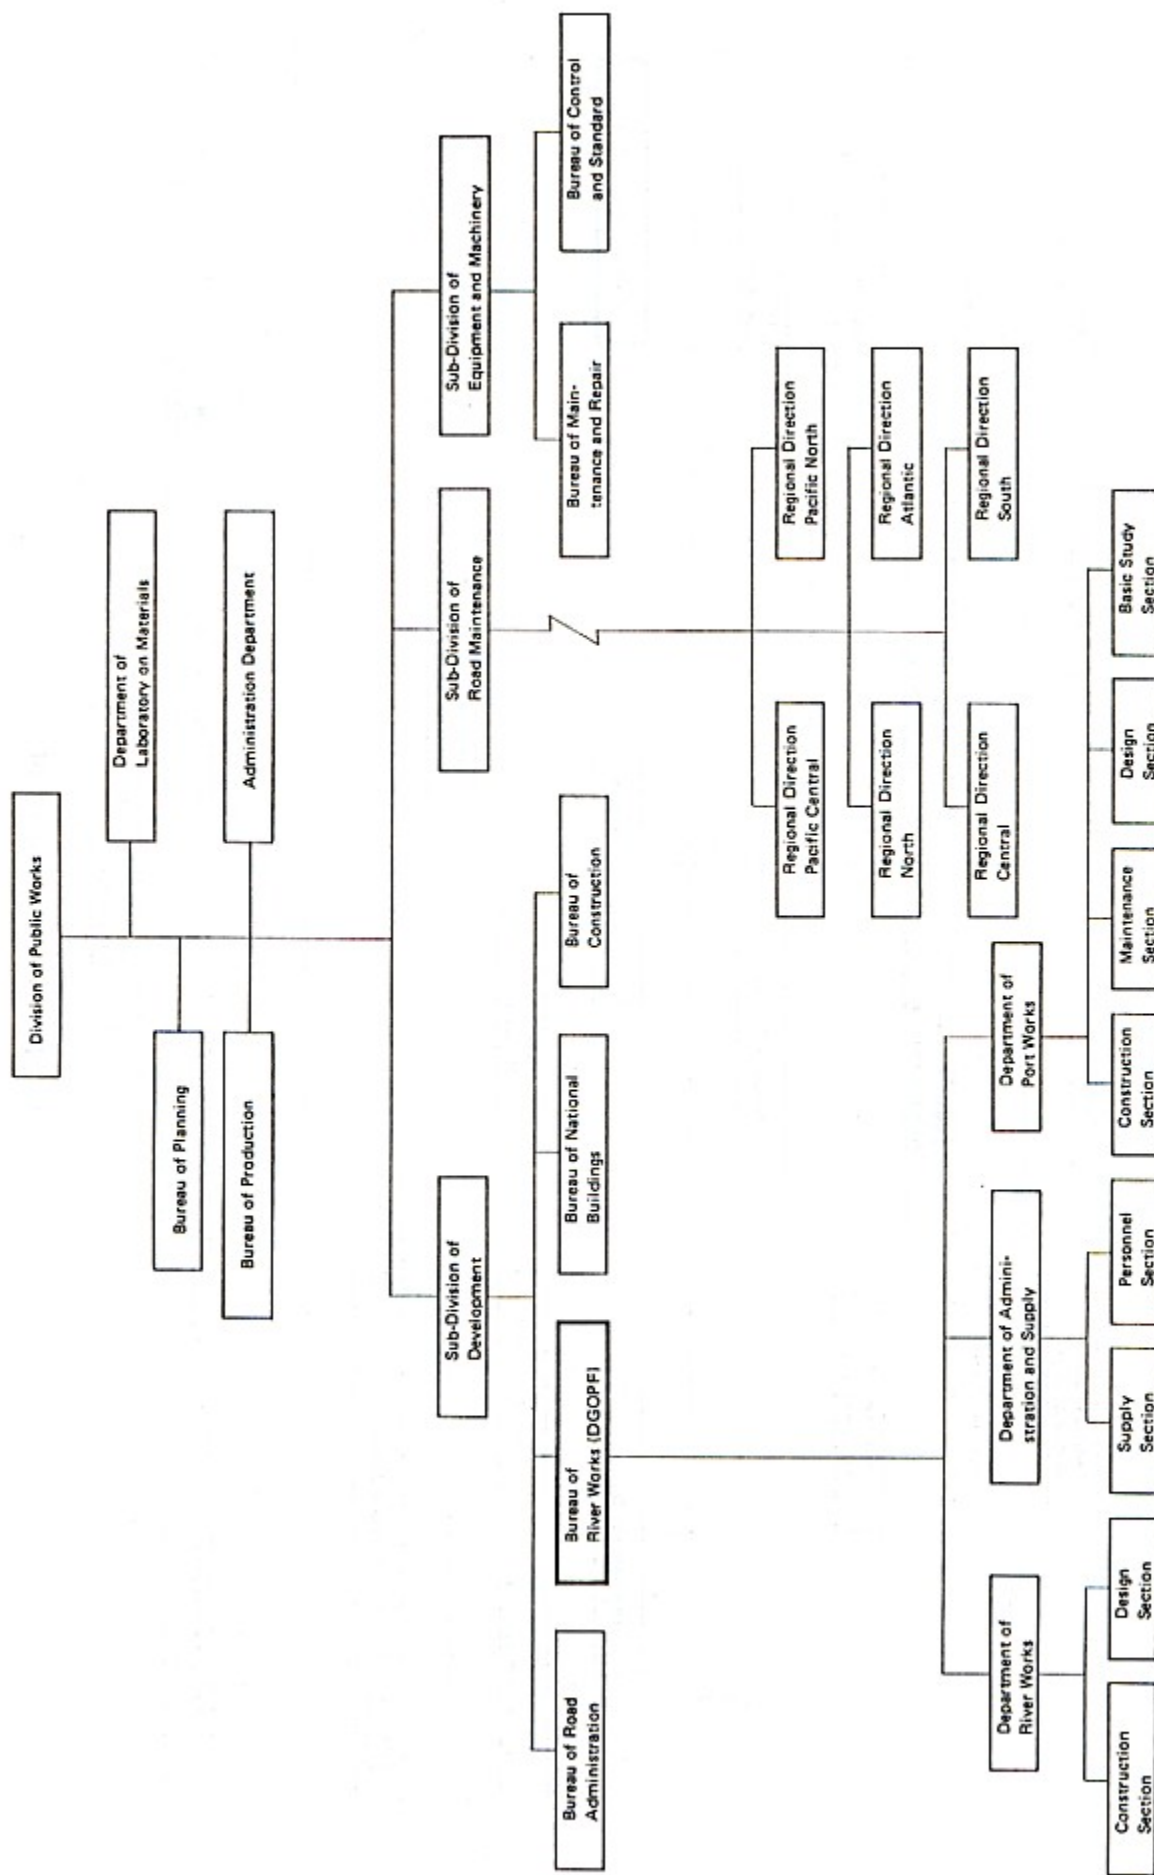 Division of Public Works
Department of
Laboratory on Materials
Bureau of Planning
Bureau of Production
Administration Department
Sub-Division of
Development
Sub-Division of
Road Maintenance
Sub-Division of
Equipment and Machinery
Bureau of Road
Administration
Bureau of
River Works (DGOPF)
Bureau of National
Buildings
Bureau of
Construction
Bureau of Main-
tenance and Repair
Bureau of Control
and Standard
Regional Direction
Pacific Central
Regional Direction
Pacific North
Regional Direction
North
Regional Direction
Atlantic
Regional Direction
Central
Regional Direction
South
Department of
River Works
Department of Admini-
stration and Supply
Department of
Port Works
Construction
Section
Design
Section
Supply
Section
Personnel
Section
Construction
Section
Maintenance
Section
Design
Section
Basic Study
Section